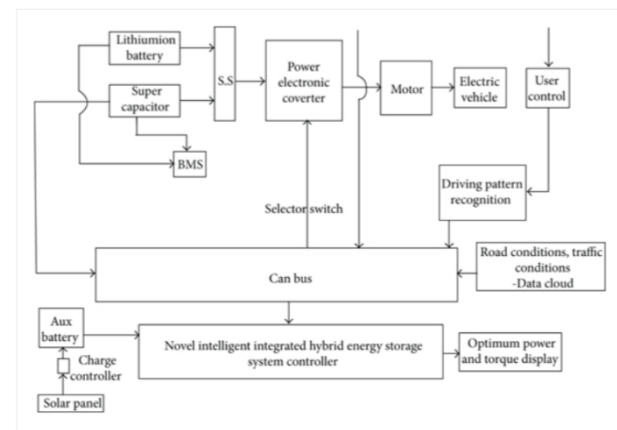 Lithiumion
battery
S.S
Power
electronic
coverter
Motor
Electric
vehicle
User
control
Super
capacitor
BMS
Driving pattern
recognition
Selector switch
Can bus
Road conditions, traffic
conditions
-Data cloud
Aux
battery
Novel intelligent integrated hybrid energy storage
system controller
Optimum power
and torque display
Charge
controller
Solar panel